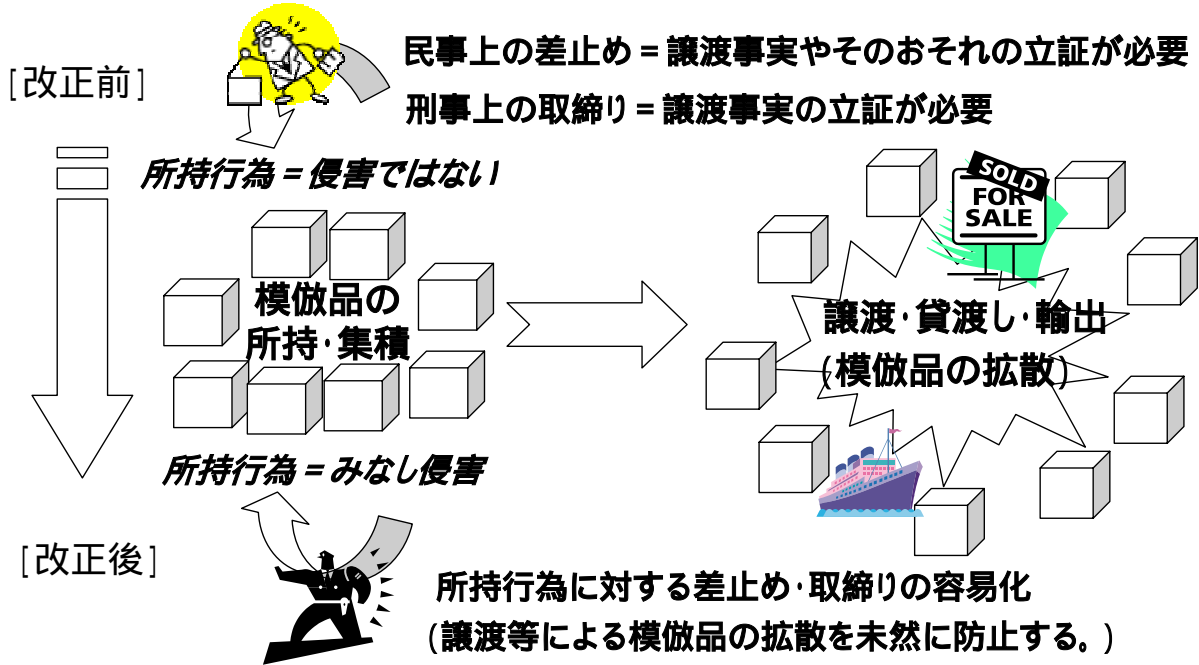 [改正前]
民事上の差止め＝譲渡事実やそのおそれの立証が必要
刑事上の取締り＝譲渡事実の立証が必要
所持行為＝侵害ではない
模倣品の
所持・集積
SOLD
FOR
SALE
譲渡・貸渡し・輸出
(模倣品の拡散)
所持行為＝みなし侵害
[改正後]
所持行為に対する差止め・取締りの容易化
(譲渡等による模倣品の拡散を未然に防止する。)